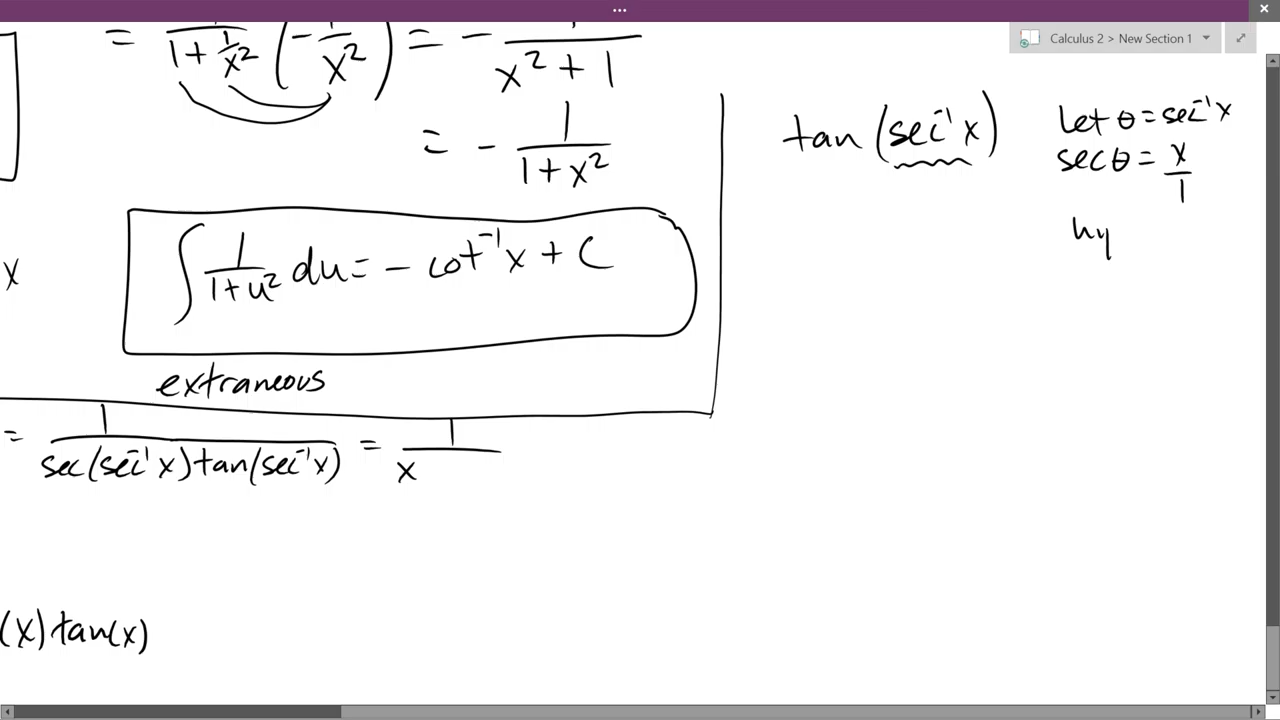 ...
Calculus 2 > New Section 1
= 1/(1 + 1/x²) (-1/x²) = - 1/(x² + 1)
= - 1/(1 + x²)
∫ 1/(1+u²) du = - cot⁻¹x + C
x
extraneous
= 1/(sec(sec⁻¹x)tan(sec⁻¹x)) = 1/x
(x)tan(x)
tan (sec⁻¹x)
Let θ = sec⁻¹x
secθ = x/1
hy